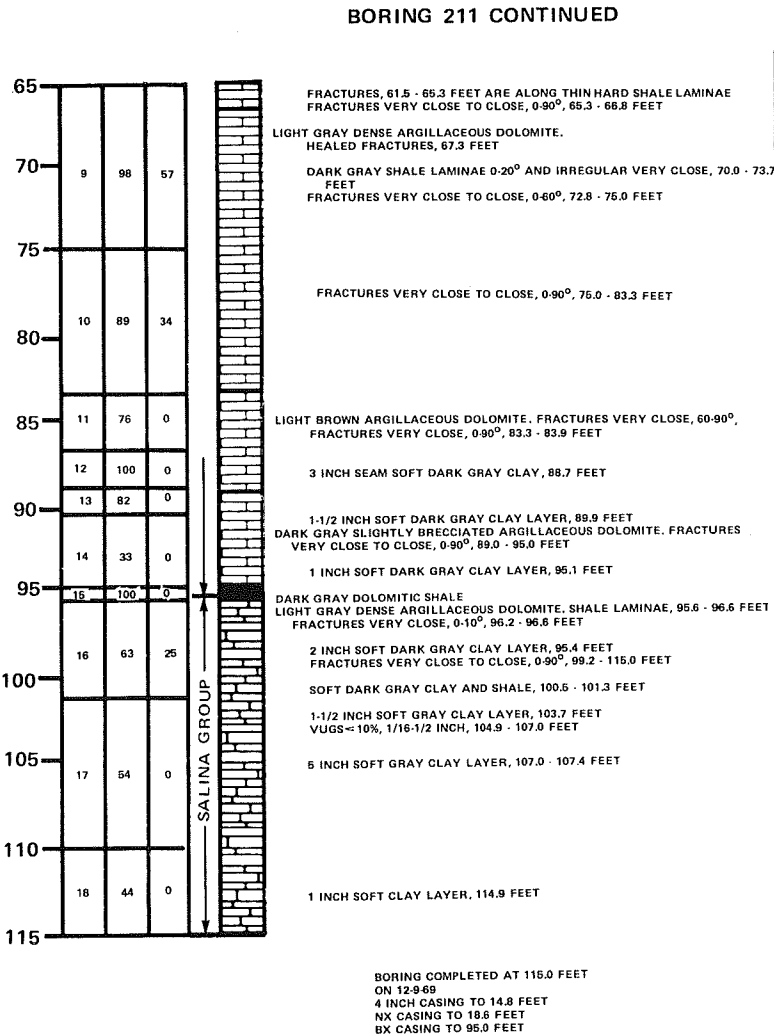 BORING 211 CONTINUED
65
FRACTURES, 61.5 - 65.3 FEET ARE ALONG THIN HARD SHALE LAMINAE
FRACTURES VERY CLOSE TO CLOSE, 0-90°, 65.3 - 66.8 FEET
LIGHT GRAY DENSE ARGILLACEOUS DOLOMITE.
HEALED FRACTURES, 67.3 FEET
70 9 98 57
DARK GRAY SHALE LAMINAE 0-20° AND IRREGULAR VERY CLOSE, 70.0 - 73.7
FEET
FRACTURES VERY CLOSE TO CLOSE, 0-60°, 72.8 - 75.0 FEET
75
FRACTURES VERY CLOSE TO CLOSE, 0-90°, 75.0 - 83.3 FEET
10 89 34
80
85 11 76 0
LIGHT BROWN ARGILLACEOUS DOLOMITE. FRACTURES VERY CLOSE, 60-90°,
FRACTURES VERY CLOSE, 0-90°, 83.3 - 83.9 FEET
12 100 0
3 INCH SEAM SOFT DARK GRAY CLAY, 88.7 FEET
13 82 0
90
1-1/2 INCH SOFT DARK GRAY CLAY LAYER, 89.9 FEET
DARK GRAY SLIGHTLY BRECCIATED ARGILLACEOUS DOLOMITE. FRACTURES
VERY CLOSE TO CLOSE, 0-90°, 89.0 - 95.0 FEET
14 33 0
1 INCH SOFT DARK GRAY CLAY LAYER, 95.1 FEET
95 15 100 0
DARK GRAY DOLOMITIC SHALE
LIGHT GRAY DENSE ARGILLACEOUS DOLOMITE. SHALE LAMINAE, 95.6 - 96.6 FEET
FRACTURES VERY CLOSE, 0-10°, 96.2 - 96.6 FEET
16 63 25
2 INCH SOFT DARK GRAY CLAY LAYER, 95.4 FEET
FRACTURES VERY CLOSE TO CLOSE, 0-90°, 99.2 - 115.0 FEET
100
SOFT DARK GRAY CLAY AND SHALE, 100.5 - 101.3 FEET
SALINA GROUP
1-1/2 INCH SOFT GRAY CLAY LAYER, 103.7 FEET
VUGS<10%, 1/16-1/2 INCH, 104.9 - 107.0 FEET
105
5 INCH SOFT GRAY CLAY LAYER, 107.0 - 107.4 FEET
17 54 0
110
18 44 0
1 INCH SOFT CLAY LAYER, 114.9 FEET
115
BORING COMPLETED AT 115.0 FEET
ON 12-9-69
4 INCH CASING TO 14.8 FEET
NX CASING TO 18.6 FEET
BX CASING TO 95.0 FEET